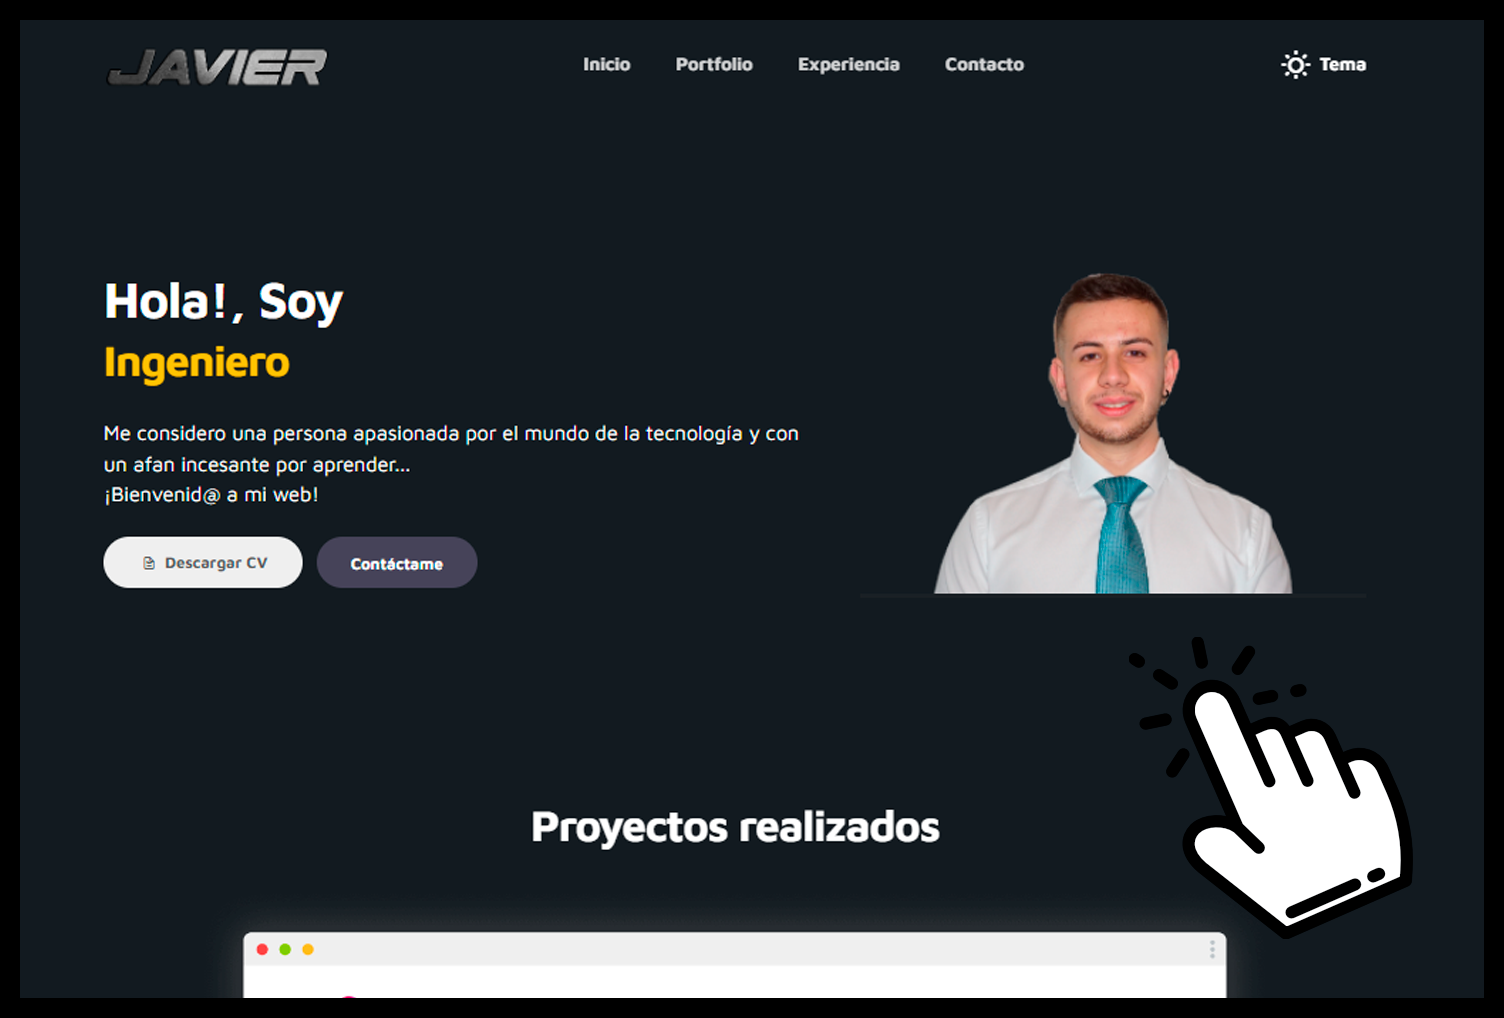 JAVIER
Inicio Portfolio Experiencia Contacto
Tema
Hola!, Soy
Ingeniero
Me considero una persona apasionada por el mundo de la tecnología y con
un afan incesante por aprender...
¡Bienvenid@ a mi web!
Descargar CV
Contáctame
Proyectos realizados